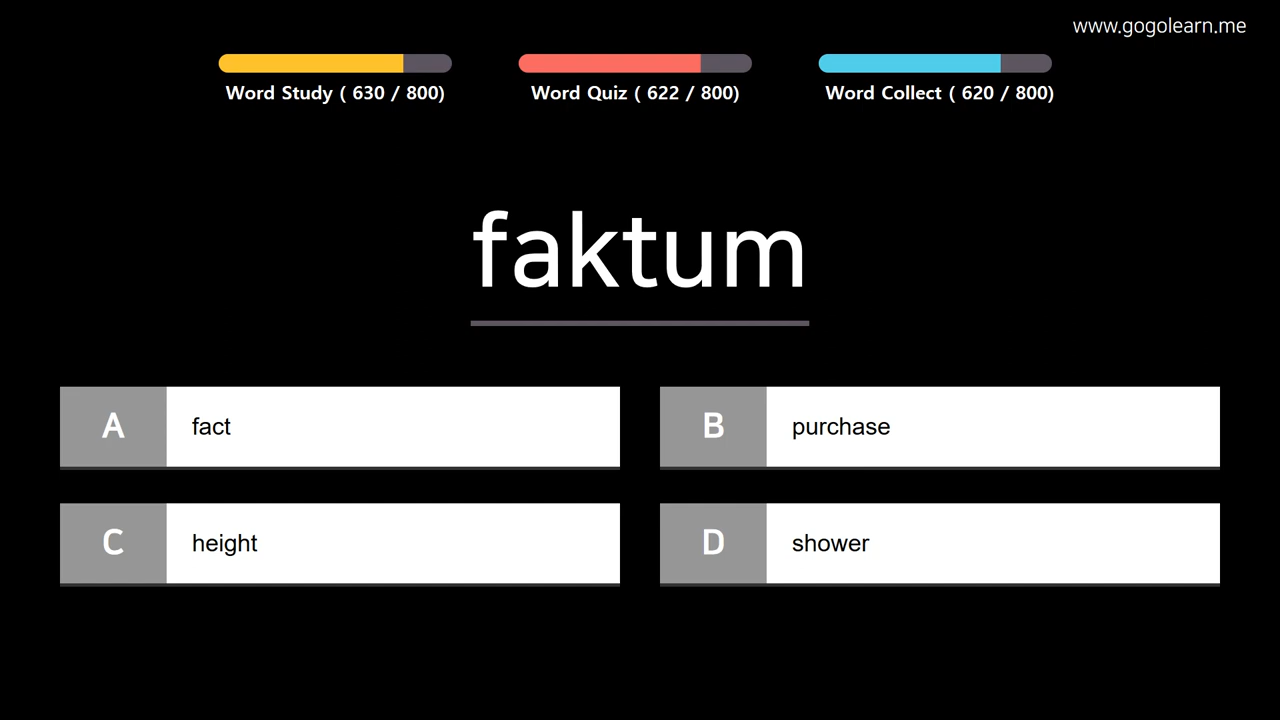 www.gogolearn.me
Word Study ( 630 / 800)
Word Quiz ( 622 / 800)
Word Collect ( 620 / 800)
faktum
A fact
B purchase
C height
D shower